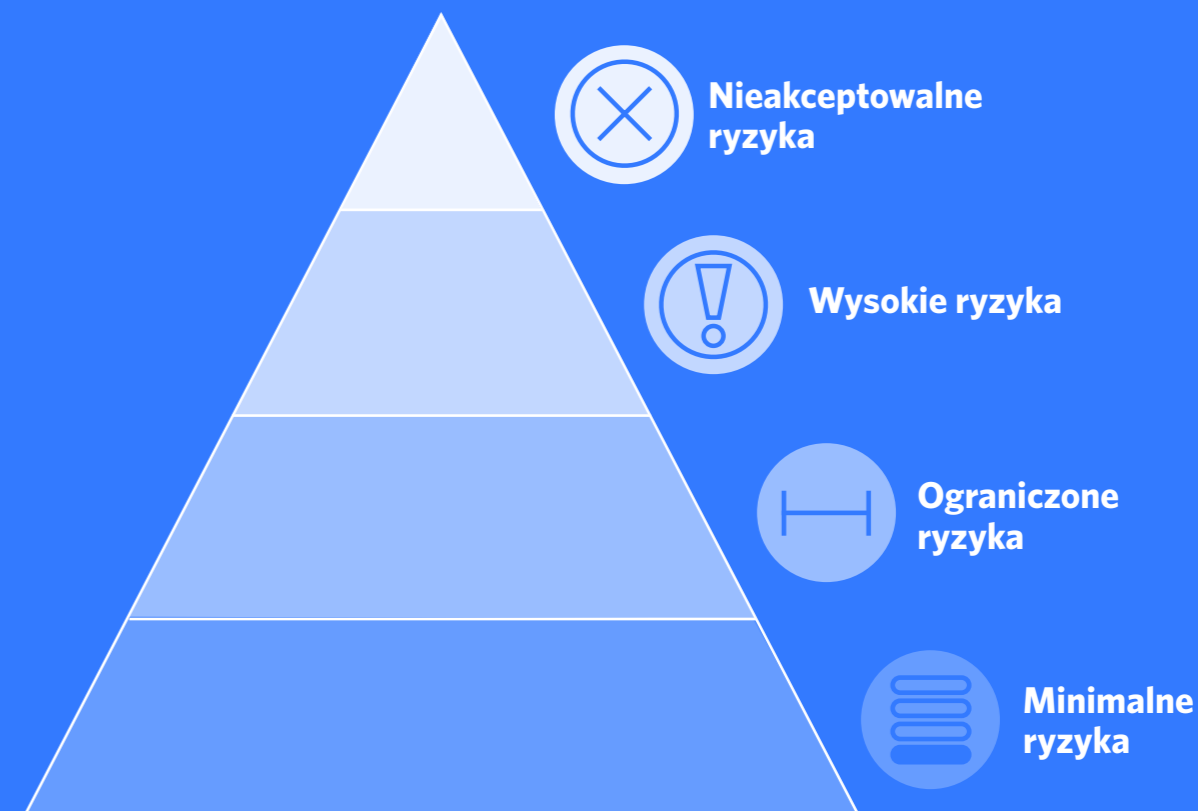 Nieakceptowalne
ryzyka
Wysokie ryzyka
Ograniczone
ryzyka
Minimalne
ryzyka